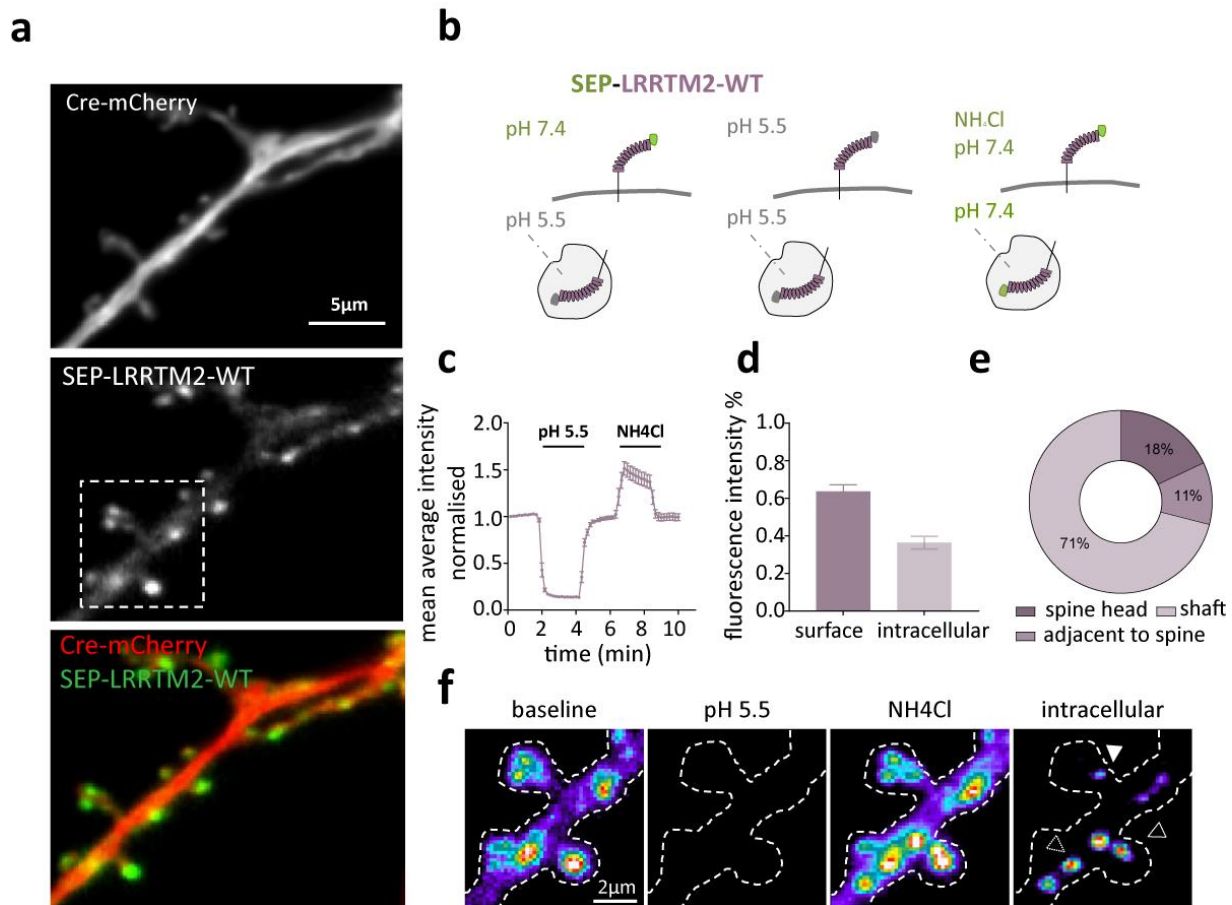 a
Cre-mCherry
5μm
SEP-LRRTM2-WT
Cre-mCherry
SEP-LRRTM2-WT
b
SEP-LRRTM2-WT
pH 7.4
pH 5.5
pH 5.5
pH 5.5
NH₄Cl
pH 7.4
pH 7.4
c
mean average intensity
normalised
2.0
1.5
1.0
0.5
0.0
pH 5.5
NH4Cl
0 2 4 6 8 10
time (min)
d
fluorescence intensity %
1.0
0.8
0.6
0.4
0.2
0.0
surface intracellular
e
18%
11%
71%
spine head shaft
adjacent to spine
f
baseline pH 5.5 NH4Cl intracellular
2μm